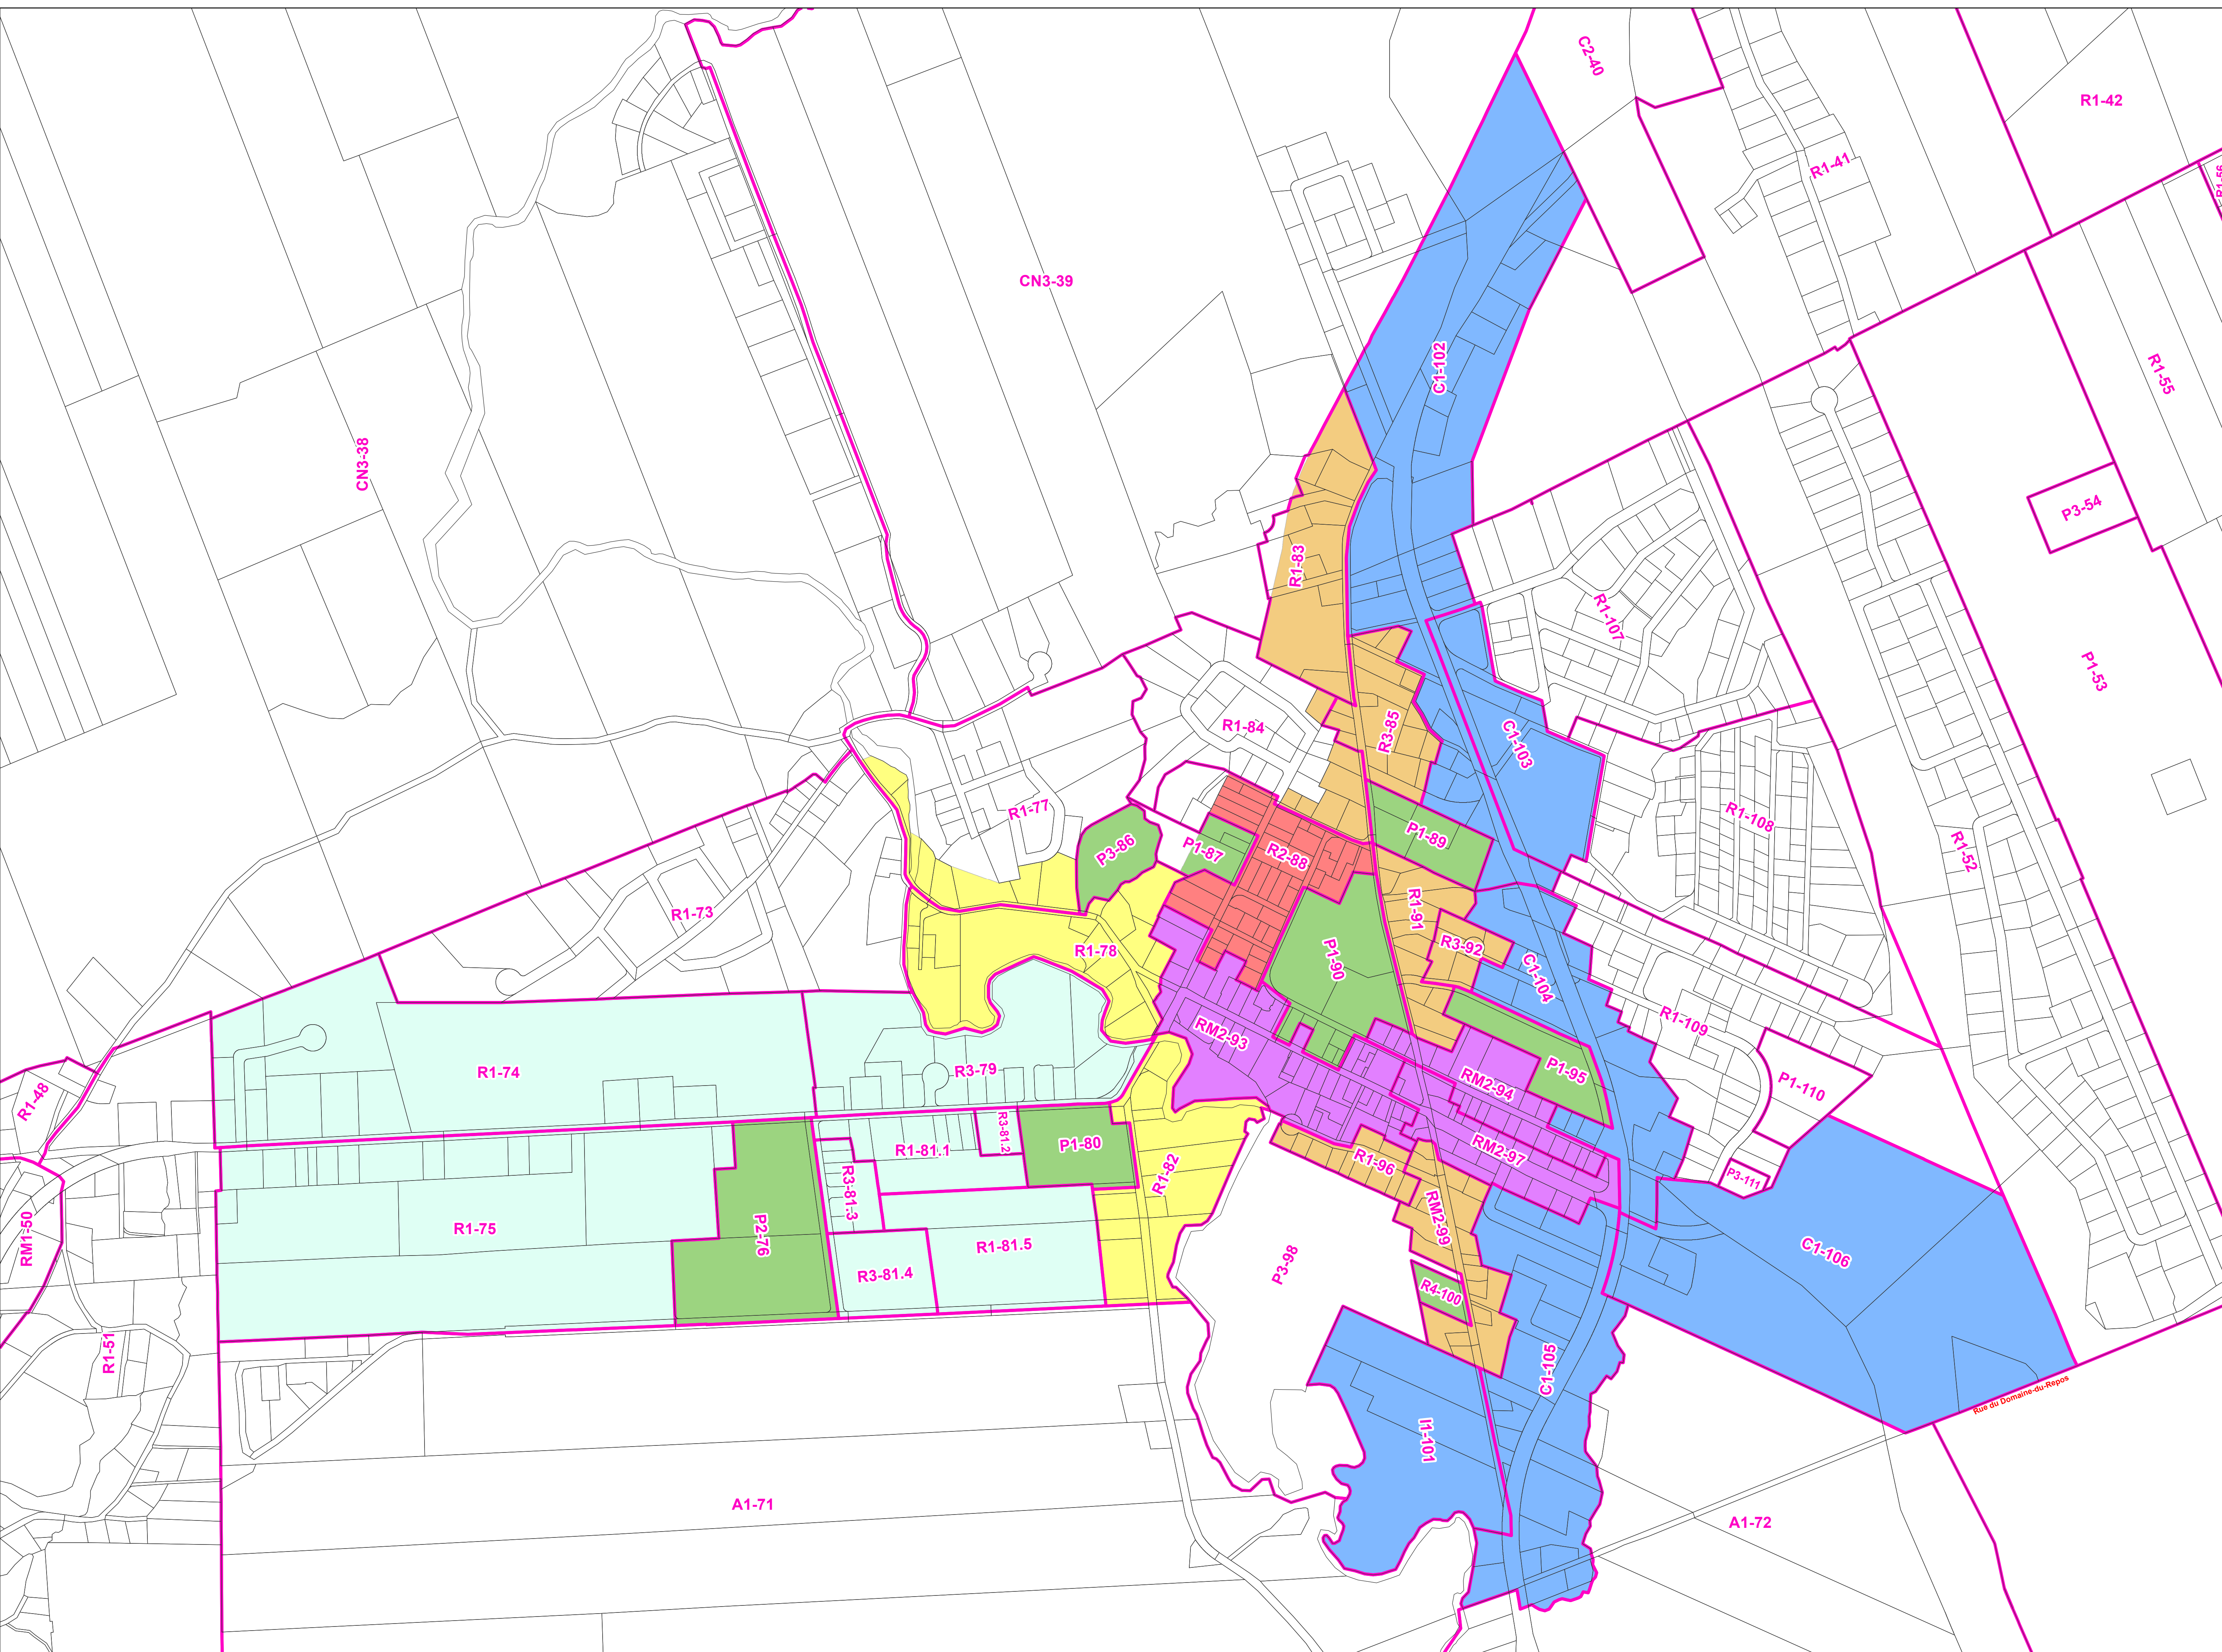 C2-40
R1-42
R1-41
R1-56
CN3-39
C1-102
R1-55
CN3-38
P3-54
R1-83
R1-107
P1-53
R1-84
R3-85
C1-103
R1-77
R1-108
P3-86
P1-87
R2-88
P1-89
R1-52
R1-73
R1-91
R3-92
R1-78
P1-90
C1-104
R1-109
RM2-93
R1-74
R3-79
P1-95
RM2-94
P1-110
R1-48
R3-81.2
R1-81.1
P1-80
RM2-97
R1-96
R1-82
P3-111
R3-81.3
RM2-99
RM1-50
R1-75
P2-76
R1-81.5
P3-98
C1-106
R3-81.4
R4-100
R1-51
C1-105
Rue du Domaine-du-Repos
I1-101
A1-71
A1-72